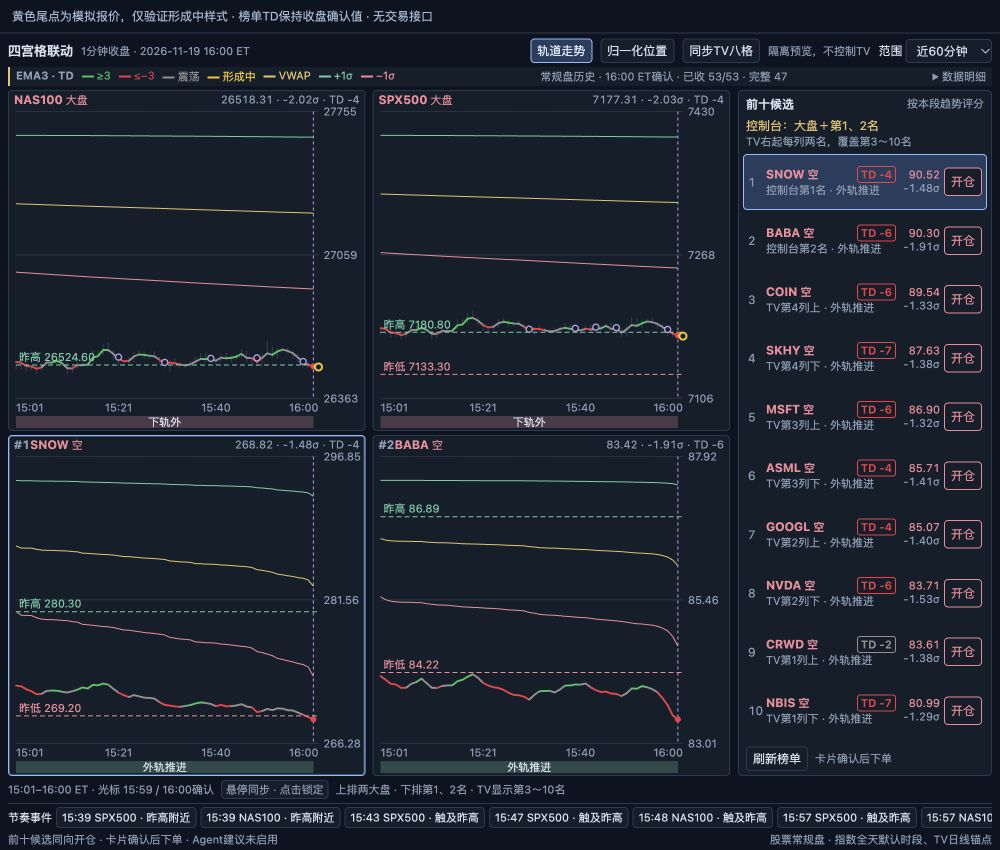 黄色尾点为模拟报价，仅验证形成中样式 · 榜单TD保持收盘确认值 · 无交易接口
四宫格联动 1分钟收盘 · 2026-11-19 16:00 ET 轨道走势 归一化位置 同步TV八格 隔离预览，不控制TV 范围 近60分钟
EMA3 · TD ≥3 ≤−3 震荡 形成中 VWAP +1σ −1σ 常规盘历史 · 16:00 ET确认 · 已收 53/53 · 完整 47 ▶ 数据明细
NAS100 大盘 26518.31 · -2.02σ · TD -4
27755
27059
26363
昨高 26524.60
15:01 15:21 15:40 16:00
下轨外
SPX500 大盘 7177.31 · -2.03σ · TD -4
7430
7268
7106
昨高 7180.80
昨低 7133.30
15:01 15:21 15:40 16:00
下轨外
#1SNOW 空 268.82 · -1.48σ · TD -4
296.85
281.56
266.28
昨高 280.30
昨低 269.20
15:01 15:21 15:40 16:00
外轨推进
#2BABA 空 83.42 · -1.91σ · TD -6
87.92
85.46
83.01
昨高 86.89
昨低 84.22
15:01 15:21 15:40 16:00
外轨推进
前十候选 按本段趋势评分
控制台：大盘＋第1、2名
TV右起每列两名，覆盖第3～10名
1 SNOW 空 TD -4 90.52 开仓
控制台第1名 · 外轨推进 -1.48σ
2 BABA 空 TD -6 90.30 开仓
控制台第2名 · 外轨推进 -1.91σ
3 COIN 空 TD -6 89.54 开仓
TV第4列上 · 外轨推进 -1.33σ
4 SKHY 空 TD -7 87.63 开仓
TV第4列下 · 外轨推进 -1.38σ
5 MSFT 空 TD -6 86.90 开仓
TV第3列上 · 外轨推进 -1.32σ
6 ASML 空 TD -4 85.71 开仓
TV第3列下 · 外轨推进 -1.41σ
7 GOOGL 空 TD -4 85.07 开仓
TV第2列上 · 外轨推进 -1.40σ
8 NVDA 空 TD -6 83.71 开仓
TV第2列下 · 外轨推进 -1.53σ
9 CRWD 空 TD -2 83.61 开仓
TV第1列上 · 外轨推进 -1.38σ
10 NBIS 空 TD -7 80.99 开仓
TV第1列下 · 外轨推进 -1.29σ
刷新榜单 卡片确认后下单
15:01–16:00 ET · 光标 15:59 / 16:00确认 悬停同步 · 点击锁定 上排两大盘 · 下排第1、2名 · TV显示第3～10名
节奏事件 15:39 SPX500 · 昨高附近 15:39 NAS100 · 昨高附近 15:43 SPX500 · 触及昨高 15:47 SPX500 · 触及昨高 15:48 NAS100 · 触及昨高 15:57 SPX500 · 触及昨高 15:57 NAS10
前十候选同向开仓 · 卡片确认后下单 · Agent建议未启用 股票常规盘 · 指数全天默认时段、TV日线锚点